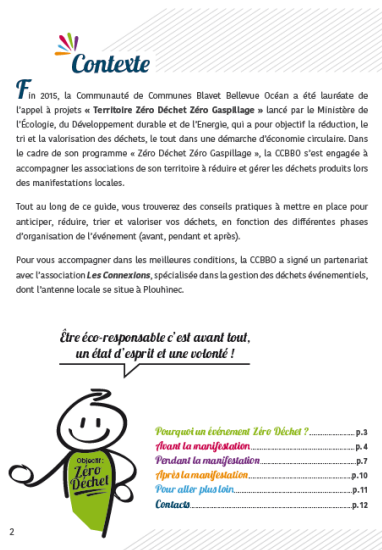 Contexte
Fin 2015, la Communauté de Communes Blavet Bellevue Océan a été lauréate de
l'appel à projets « Territoire Zéro Déchet Zéro Gaspillage » lancé par le Ministère de
l'Écologie, du Développement durable et de l'Energie, qui a pour objectif la réduction, le
tri et la valorisation des déchets, le tout dans une démarche d'économie circulaire. Dans
le cadre de son programme « Zéro Déchet Zéro Gaspillage », la CCBBO s'est engagée à
accompagner les associations de son territoire à réduire et gérer les déchets produits lors
des manifestations locales.
Tout au long de ce guide, vous trouverez des conseils pratiques à mettre en place pour
anticiper, réduire, trier et valoriser vos déchets, en fonction des différentes phases
d'organisation de l'événement (avant, pendant et après).
Pour vous accompagner dans les meilleures conditions, la CCBBO a signé un partenariat
avec l'association Les Connexions, spécialisée dans la gestion des déchets événementiels,
dont l'antenne locale se situe à Plouhinec.
Être éco-responsable c'est avant tout,
un état d'esprit et une volonté !
Objectif :
Zéro
Déchet
Pourquoi un événement Zéro Déchet ?.................... p.3
Avant la manifestation.................... p. 4
Pendant la manifestation.................... p.7
Après la manifestation.................... p.10
Pour aller plus loin.................... p.11
Contacts.................... p.12
2